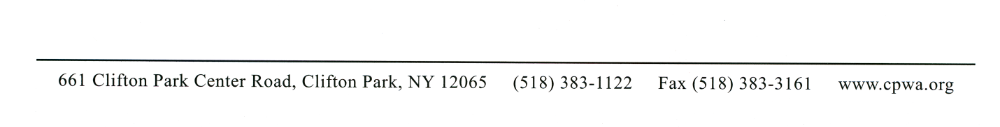 661 Clifton Park Center Road, Clifton Park, NY 12065 (518) 383-1122 Fax (518) 383-3161 www.cpwa.org